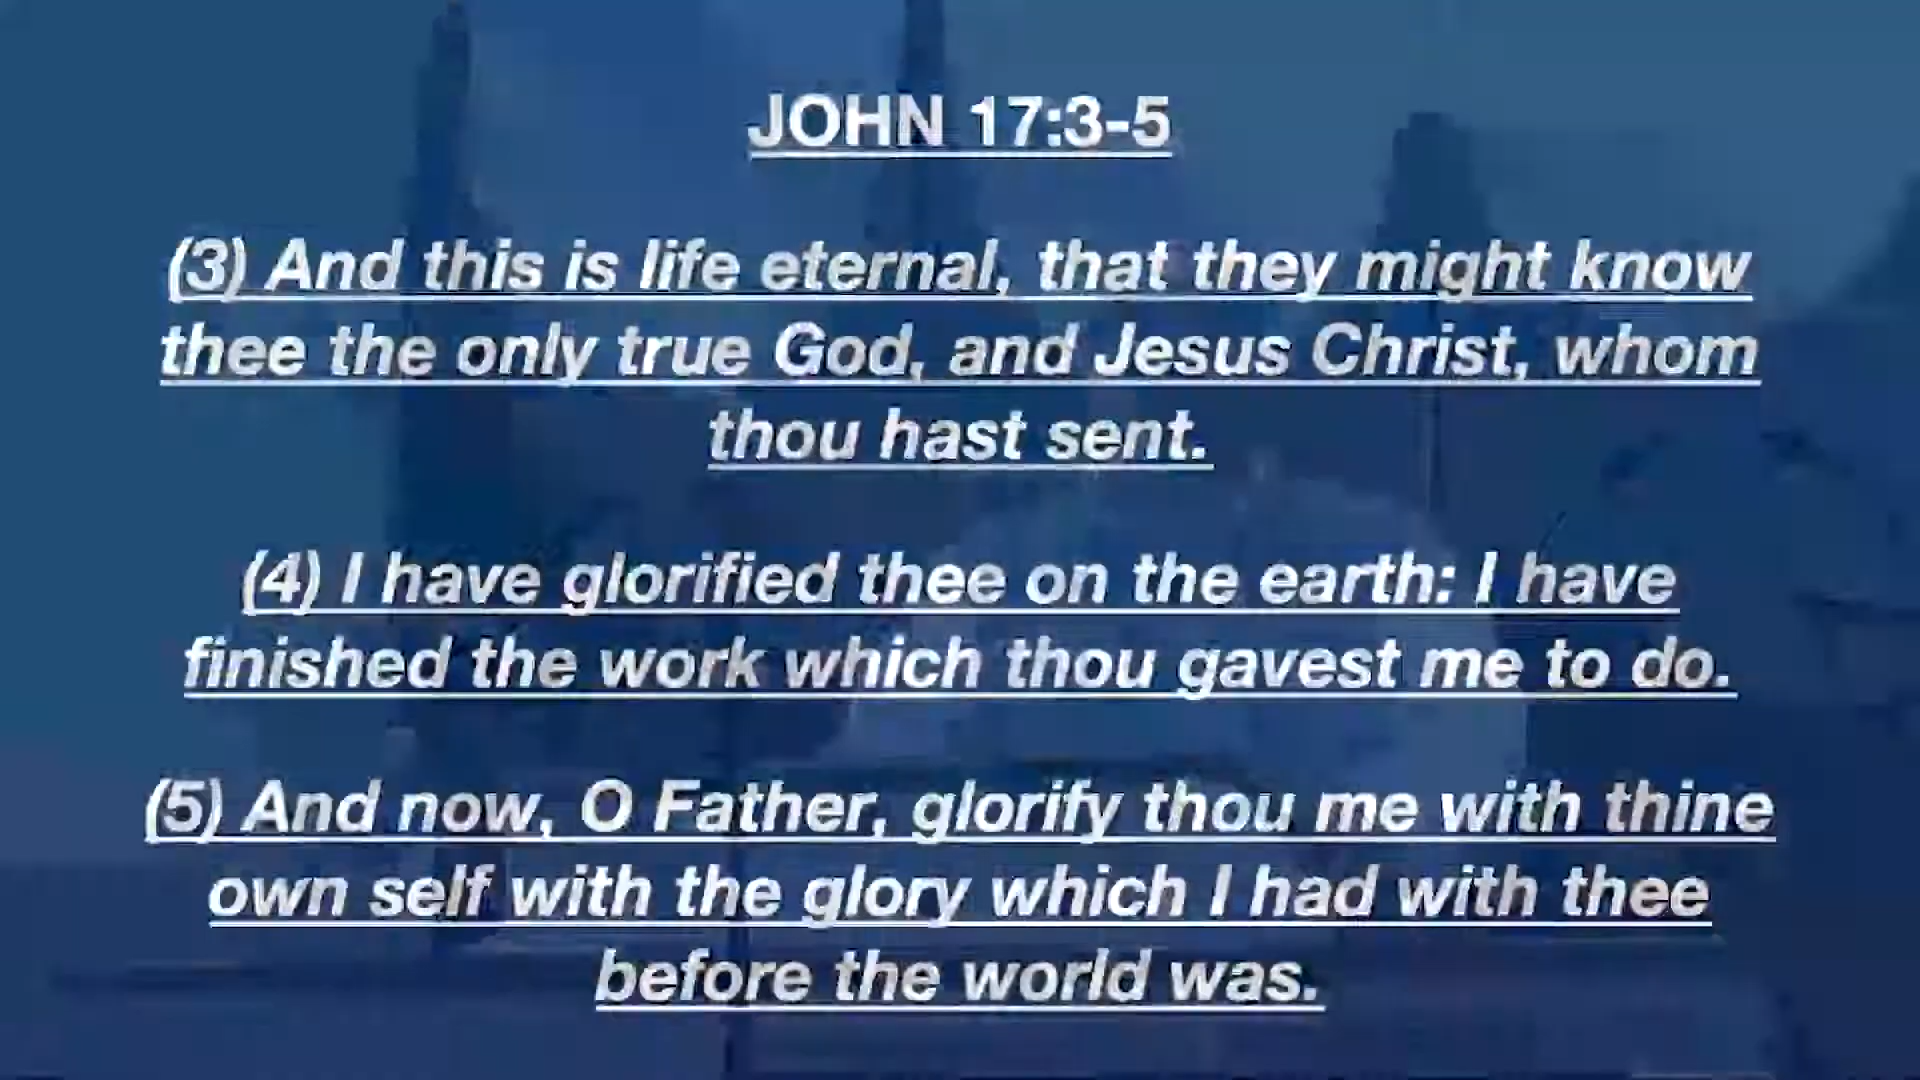 JOHN 17:3-5
(3) And this is life eternal, that they might know
thee the only true God, and Jesus Christ, whom
thou hast sent.
(4) I have glorified thee on the earth: I have
finished the work which thou gavest me to do.
(5) And now, O Father, glorify thou me with thine
own self with the glory which I had with thee
before the world was.